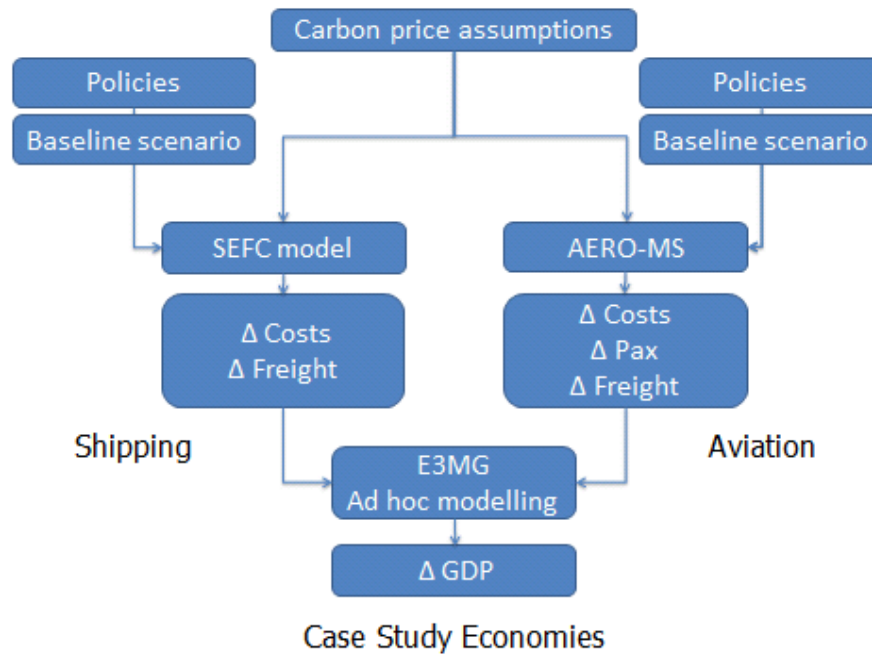 Carbon price assumptions
Policies
Policies
Baseline scenario
Baseline scenario
SEFC model
AERO-MS
Δ Costs
Δ Freight
Δ Costs
Δ Pax
Δ Freight
Shipping
Aviation
E3MG
Ad hoc modelling
Δ GDP
Case Study Economies